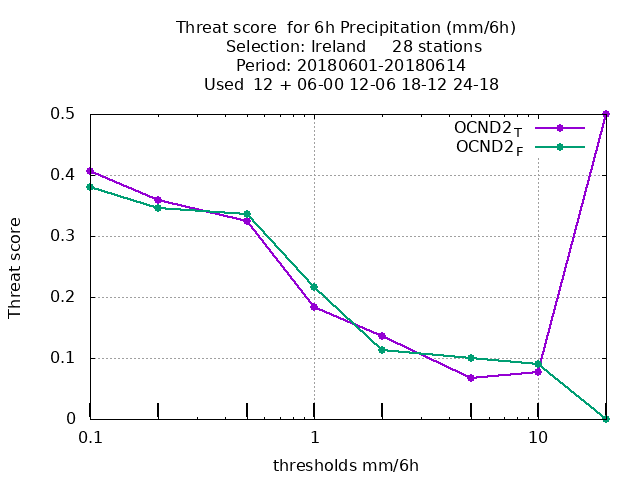 Threat score  for 6h Precipitation (mm/6h)
Selection: Ireland     28 stations
Period: 20180601-20180614
Used  12 + 06-00 12-06 18-12 24-18
OCND2T
OCND2F
0.5
0.4
0.3
0.2
0.1
0
Threat score
0.1
1
10
thresholds mm/6h